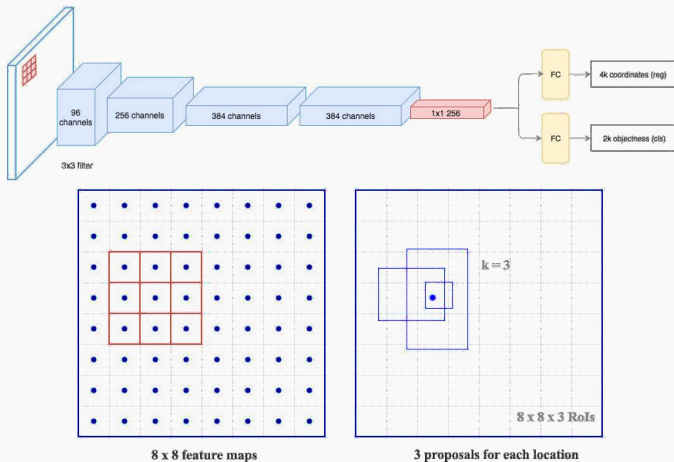 96
channels
256 channels
384 channels
384 channels
1x1 256
FC
4k coordinates (reg)
FC
2k objectness (cls)
3x3 filter
k = 3
8 x 8 x 3 RoIs
8 x 8 feature maps
3 proposals for each location